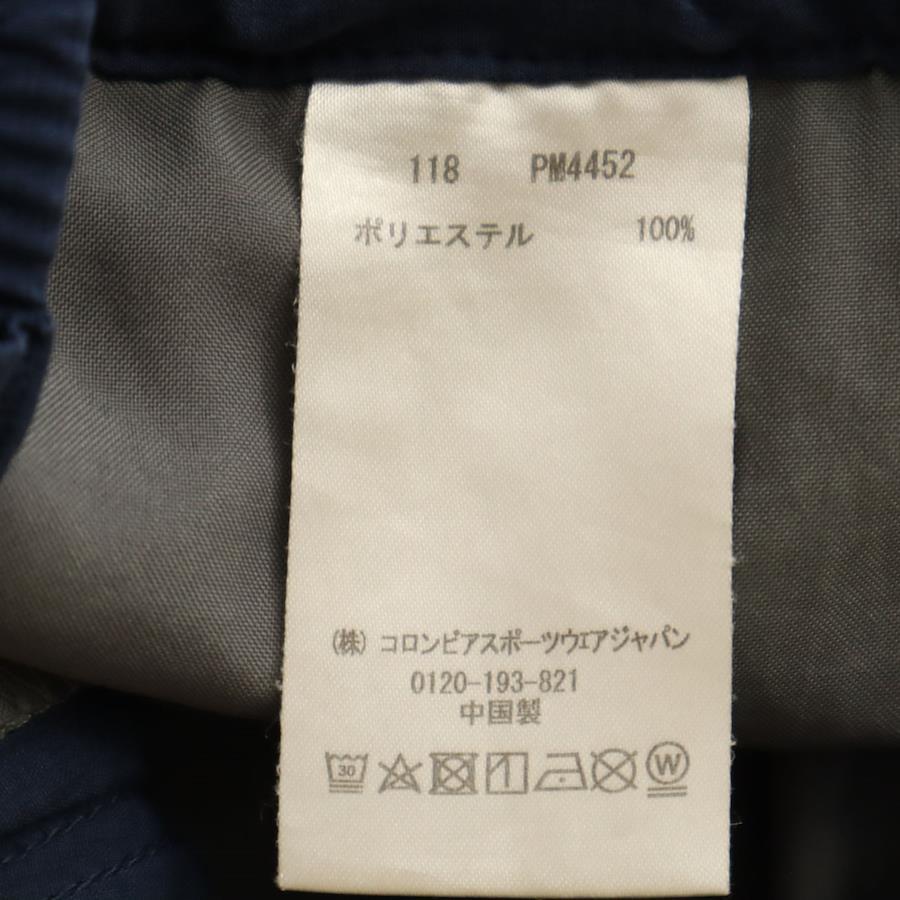 118 PM4452
ポリエステル 100%
(株) コロンビアスポーツウェアジャパン
0120-193-821
中国製
30 W